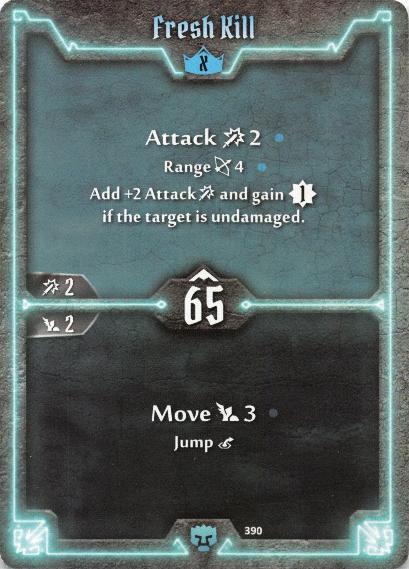 Fresh Kill
X
Attack 2
Range 4
Add +2 Attack and gain 1
if the target is undamaged.
2
65
2
Move 3
Jump
390